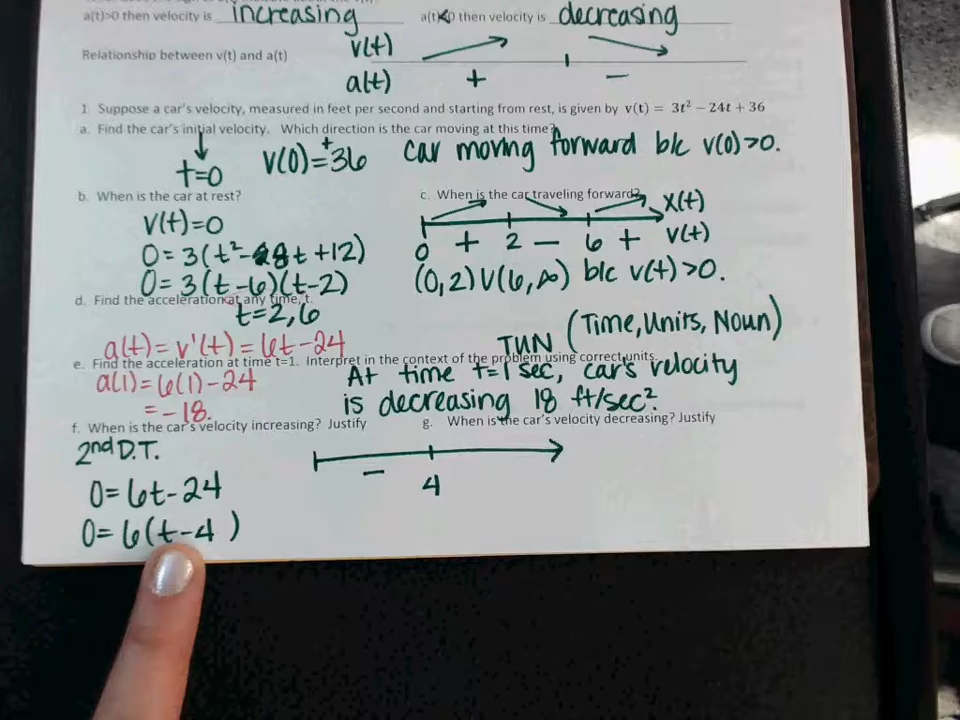 a(t)>0 then velocity is increasing a(t)<0 then velocity is decreasing
Relationship between v(t) and a(t) v(t)
a(t) + −
1. Suppose a car's velocity, measured in feet per second and starting from rest, is given by v(t) = 3t² − 24t + 36
a. Find the car's initial velocity. Which direction is the car moving at this time?
t=0 v(0)=+36 car moving forward b/c v(0)>0.
b. When is the car at rest? c. When is the car traveling forward?
v(t)=0 x(t)
0 + 2 − 6 + v(t)
0=3(t²-8t+12) (0,2)∪(6,∞) b/c v(t)>0.
0=3(t-6)(t-2)
d. Find the acceleration at any time, t.
t=2,6
a(t)=v'(t)=6t-24 TUN (Time, Units, Noun)
e. Find the acceleration at time t=1. Interpret in the context of the problem using correct units.
a(1)=6(1)-24 At time t=1 sec, car's velocity
=-18. is decreasing 18 ft/sec².
f. When is the car's velocity increasing? Justify g. When is the car's velocity decreasing? Justify
2nd D.T.
− 4
0=6t-24
0=6(t-4)